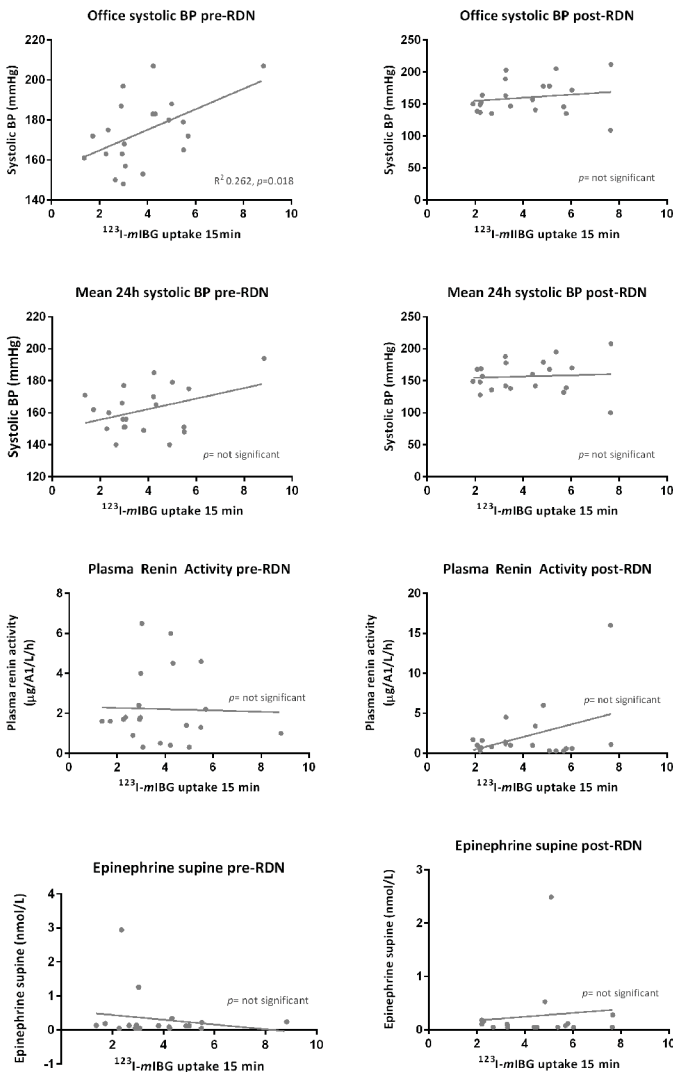 Office systolic BP pre-RDN
Systolic BP (mmHg)
220
200
180
160
140
R² 0.262, p=0.018
0 2 4 6 8 10
¹²³I-mIBG uptake 15min
Office systolic BP post-RDN
Systolic BP (mmHg)
250
200
150
100
50
0
p= not significant
0 2 4 6 8 10
¹²³I-mIBG uptake 15 min
Mean 24h systolic BP pre-RDN
Systolic BP (mmHg)
220
200
180
160
140
120
p= not significant
0 2 4 6 8 10
¹²³I-mIBG uptake 15 min
Mean 24h systolic BP post-RDN
Systolic BP (mmHg)
250
200
150
100
50
0
p= not significant
0 2 4 6 8 10
¹²³I-mIBG uptake 15 min
Plasma Renin Activity pre-RDN
Plasma renin activity
(µg/A1/L/h)
8
6
4
2
0
p= not significant
0 2 4 6 8 10
¹²³I-mIBG uptake 15 min
Plasma Renin Activity post-RDN
Plasma renin activity
(µg/A1/L/h)
20
15
10
5
0
p= not significant
0 2 4 6 8 10
¹²³I-mIBG uptake 15 min
Epinephrine supine pre-RDN
Epinephrine supine (nmol/L)
4
3
2
1
0
-1
p= not significant
2 4 6 8 10
¹²³I-mIBG uptake 15 min
Epinephrine supine post-RDN
Epinephrine supine (nmol/L)
3
2
1
0
p= not significant
0 2 4 6 8 10
¹²³I-mIBG uptake 15 min